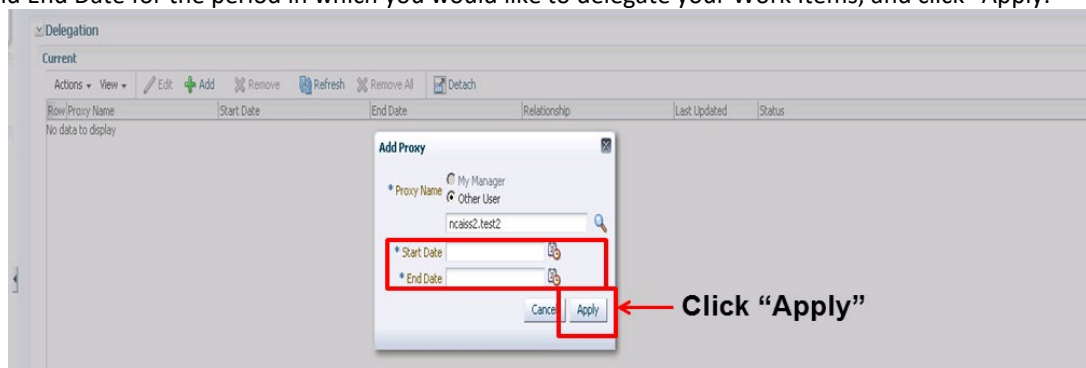 nd End Date for the period in which you would like to delegate your Work Items, and click "Apply."
Delegation
Current
Actions View Edit Add Remove Refresh Remove All Detach
Row Proxy Name Start Date End Date Relationship Last Updated Status
No data to display
Add Proxy
* Proxy Name My Manager
Other User
ncaiss2.test2
* Start Date
* End Date
Cancel Apply Click “Apply”